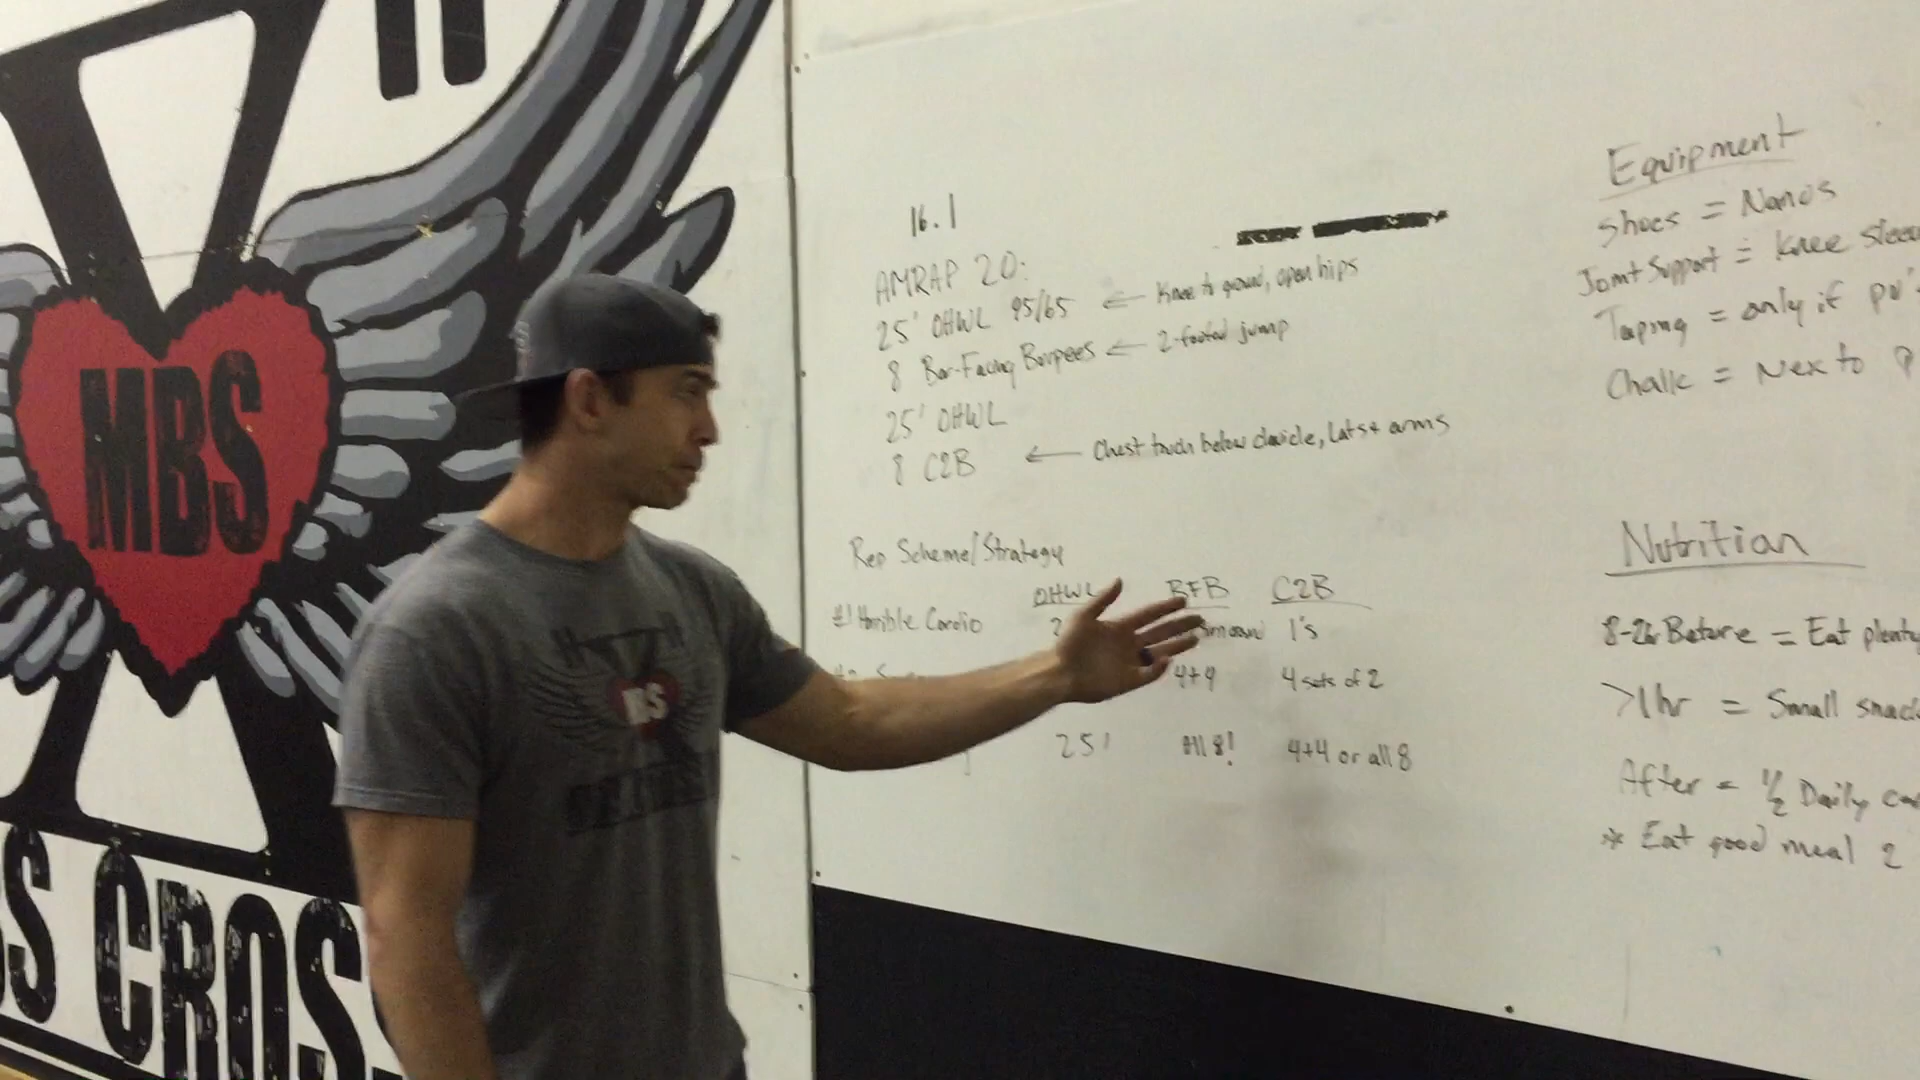 MBS
S CROS
MBS
16.1
AMRAP 20:
25' OHWL 95/65 ← Knee to ground, open hips
8 Bar-Facing Burpees ← 2-footed jump
25' OHWL
8 C2B ← Chest touch below clavicle, Lats + arms
Rep Scheme/Strategy
OHWL BFB C2B
#1 Horrible Cardio 2 1's
4+4 4 sets of 2
25' All 8! 4+4 or all 8
Equipment
Shoes = Nanos
Joint Support = Knee sleev
Taping = only if
Chalk = Nex to P
Nutrition
8-2hr Before = Eat plenty
>1hr = Small snack
After = 1/2 Daily
* Eat good meal 2